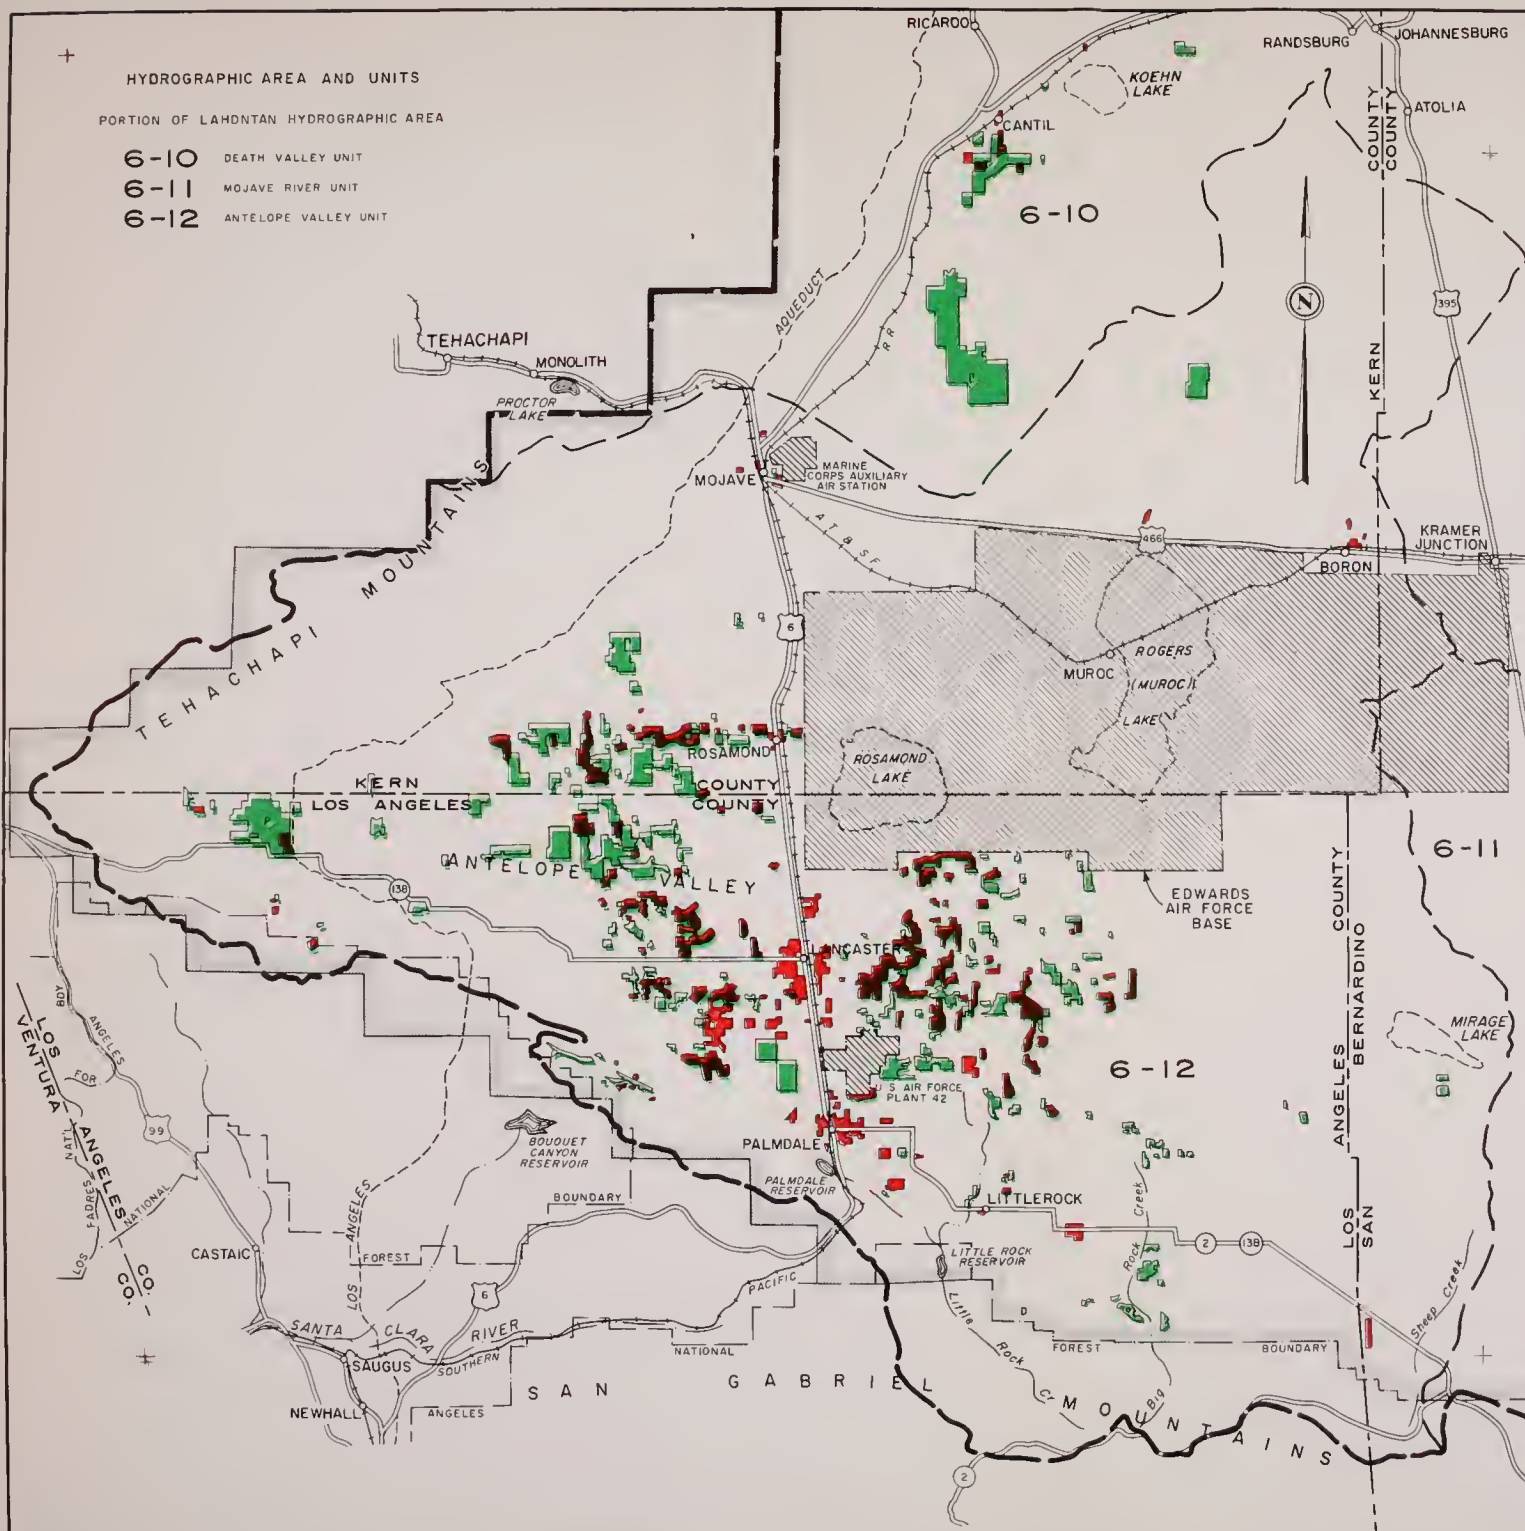 HYDROGRAPHIC AREA AND UNITS
PORTION OF LAHDNTAN HYDROGRAPHIC AREA
6-10 DEATH VALLEY UNIT
6-11 MOJAVE RIVER UNIT
6-12 ANTELOPE VALLEY UNIT
RICARDO
RANDSBURG
JOHANNESBURG
KOEHN
LAKE
ATOLIA
CANTIL
COUNTY
COUNTY
6-10
AQUEDUCT
N
395
RR
KERN
TEHACHAPI
MONOLITH
PROCTOR
LAKE
MOJAVE
MARINE
CORPS AUXILIARY
AIR STATION
TEHACHAPI MOUNTAINS
AT & SF
466
KRAMER
JUNCTION
BORON
6
MUROC
ROGERS
(MUROC)
LAKE
ROSAMOND
ROSAMOND
LAKE
KERN COUNTY
LOS ANGELES COUNTY
ANTELOPE VALLEY
6-11
138
EDWARDS
AIR FORCE
BASE
LANCASTER
LOS ANGELES COUNTY
SAN BERNARDINO
MIRAGE
LAKE
6-12
U S AIR FORCE
PLANT 42
LOS ANGELES CO.
VENTURA CO.
BDY
ANGELES
FOR
NAT'L
LOS PADRES
NATIONAL
99
BOUQUET
CANYON
RESERVOIR
PALMDALE
PALMDALE
RESERVOIR
LITTLEROCK
BOUNDARY
FOREST
LOS ANGELES
CASTAIC
LITTLE ROCK
RESERVOIR
Rock Creek
2
138
6
PACIFIC
Little Rock Cr
Sheep Creek
SANTA CLARA RIVER
SOUTHERN
SAUGUS
NATIONAL
FOREST
BOUNDARY
NEWHALL
ANGELES
Big
SAN GABRIEL MOUNTAINS
2